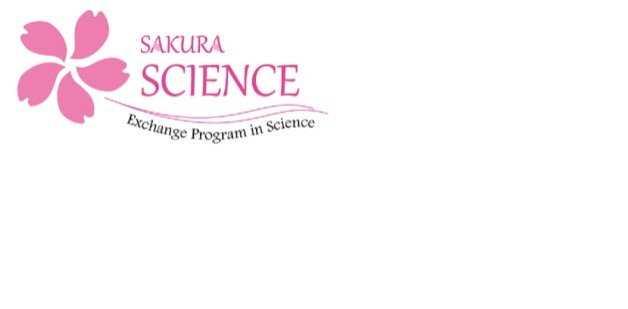 SAKURA
SCIENCE
Exchange Program in Science